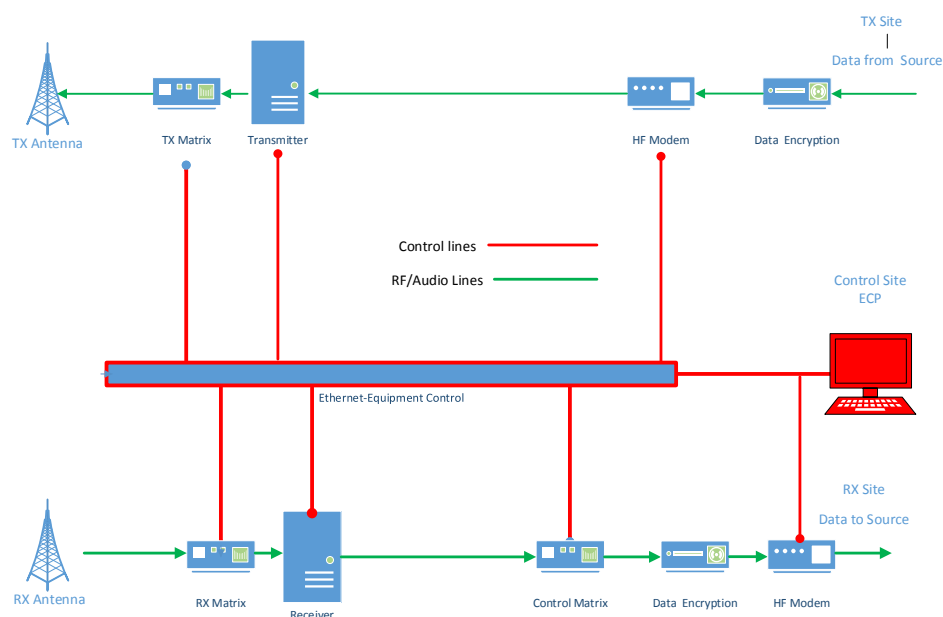 TX Site
|
Data from Source
TX Antenna
TX Matrix
Transmitter
HF Modem
Data Encryption
Control lines
RF/Audio Lines
Control Site
ECP
Ethernet-Equipment Control
RX Site
Data to Source
RX Antenna
RX Matrix
Receiver
Control Matrix
Data Encryption
HF Modem